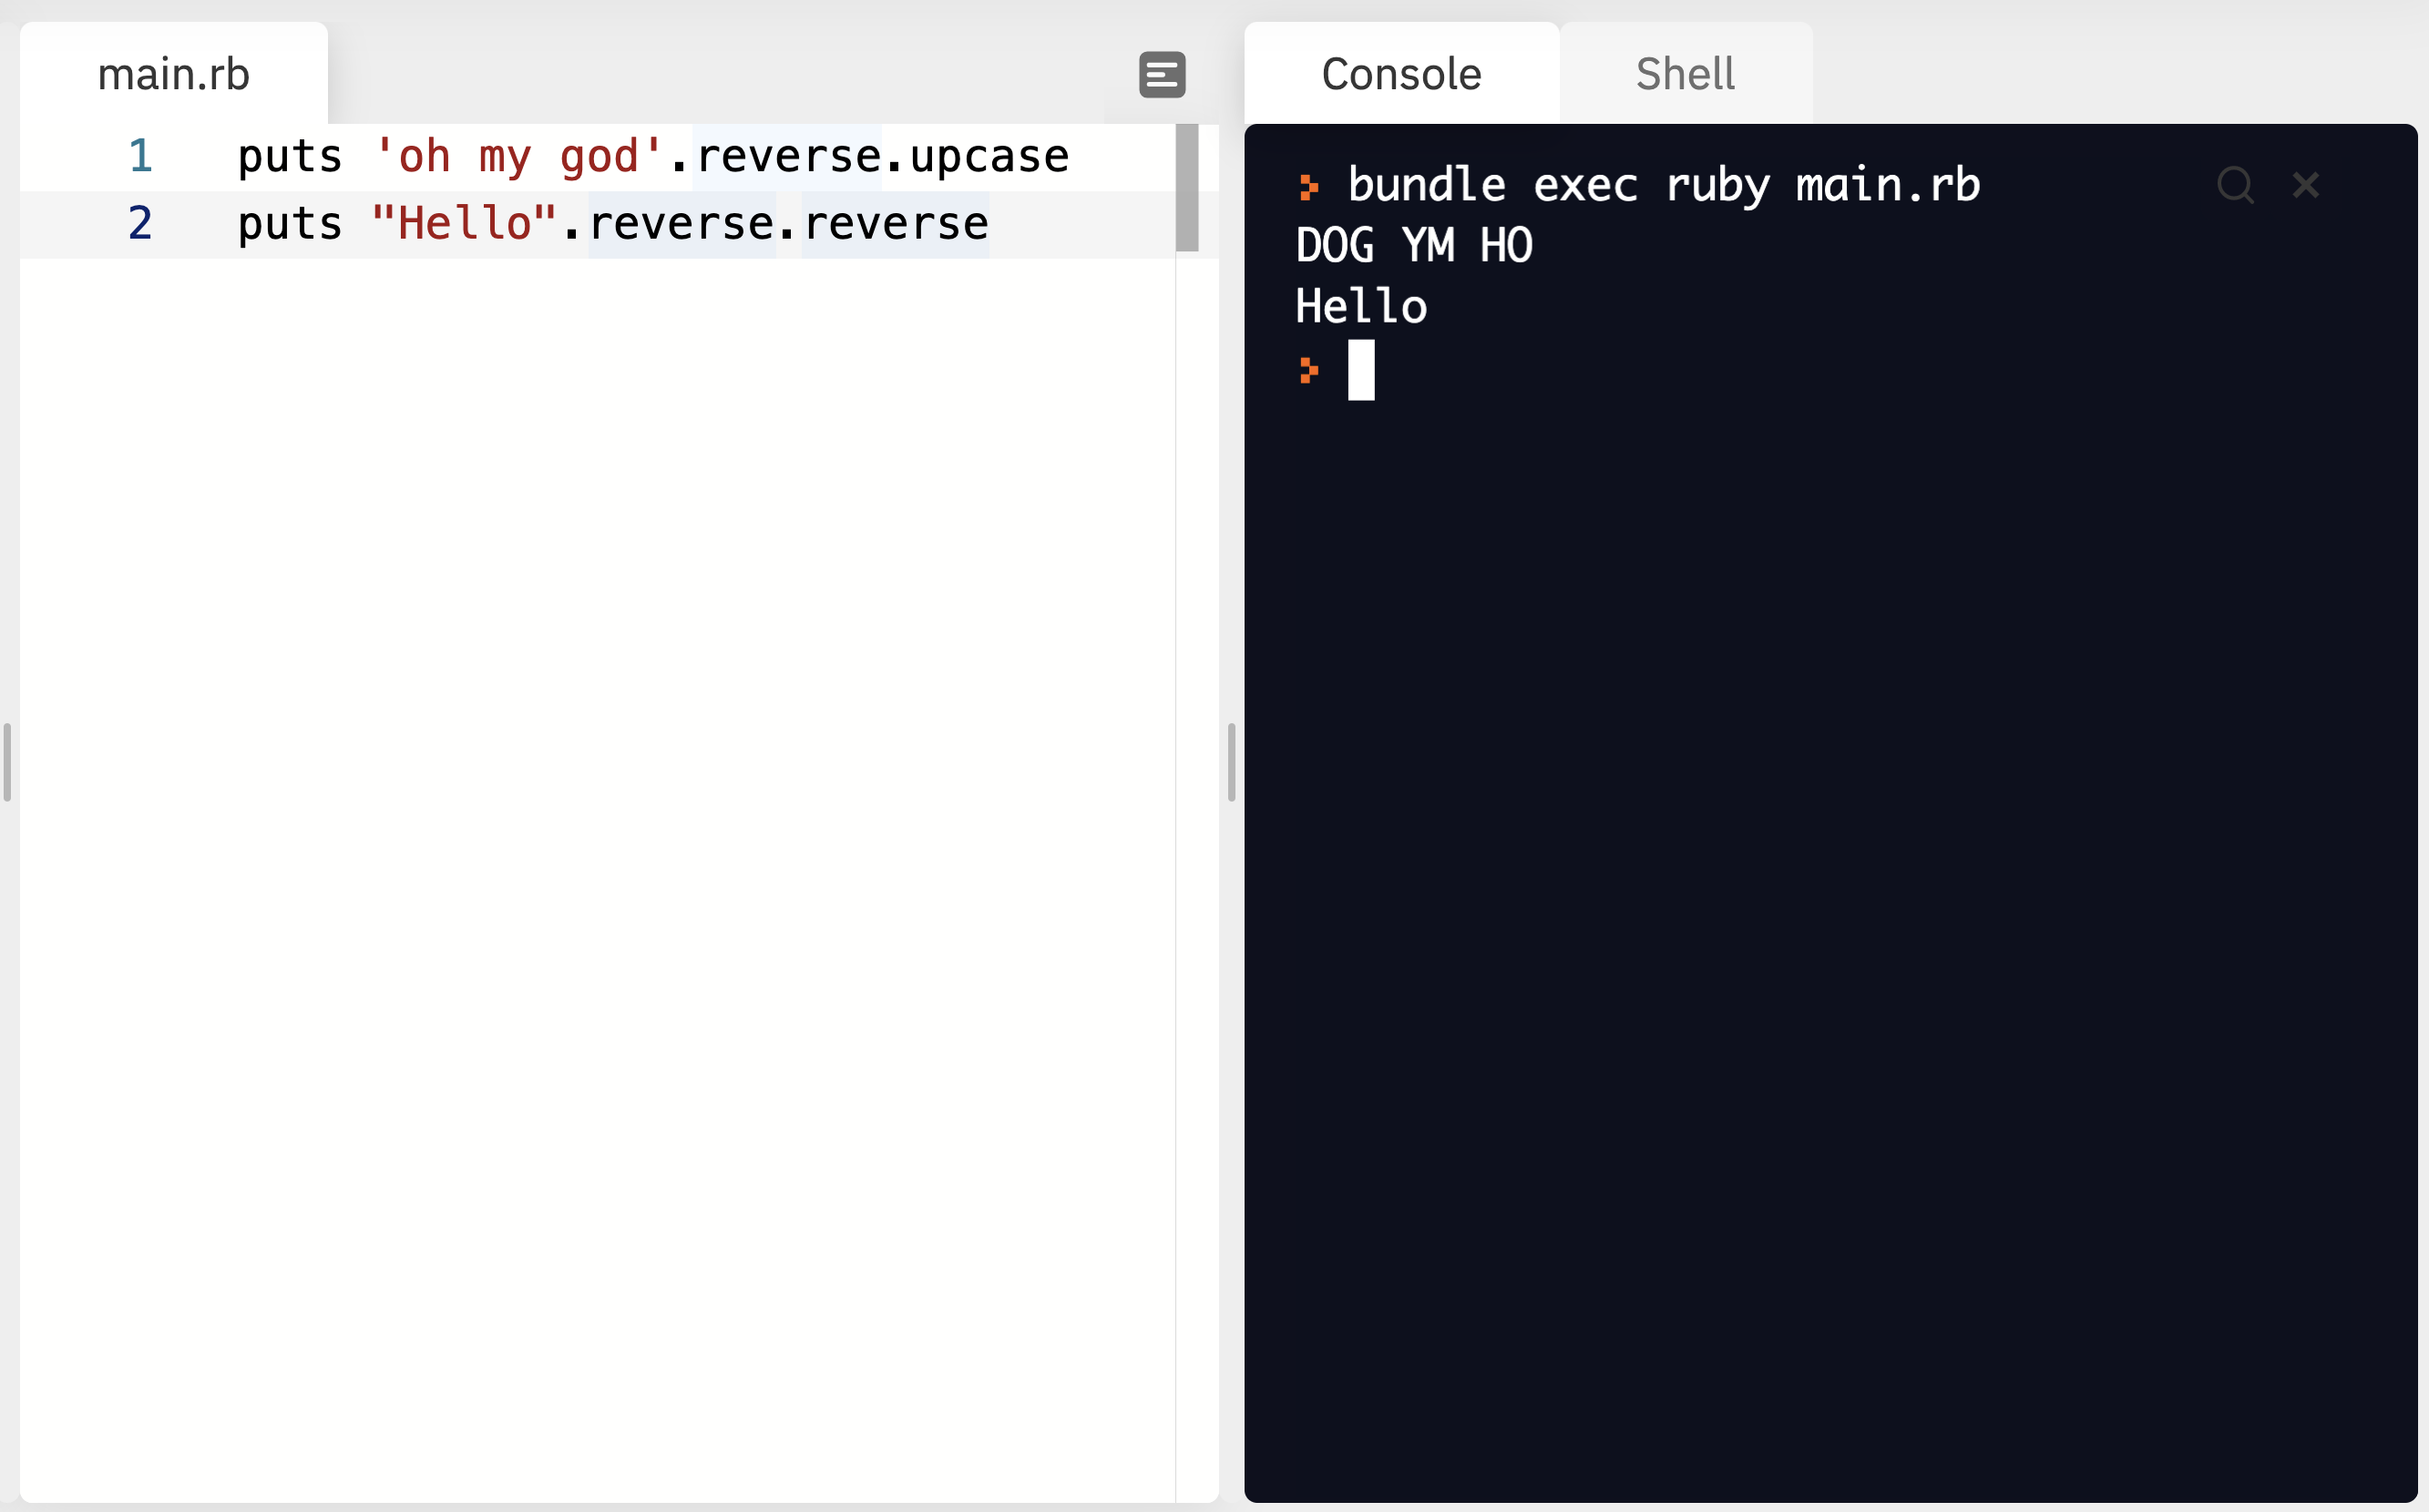 main.rb
1 puts 'oh my god'.reverse.upcase
2 puts "Hello".reverse.reverse
Console Shell
bundle exec ruby main.rb
DOG YM HO
Hello